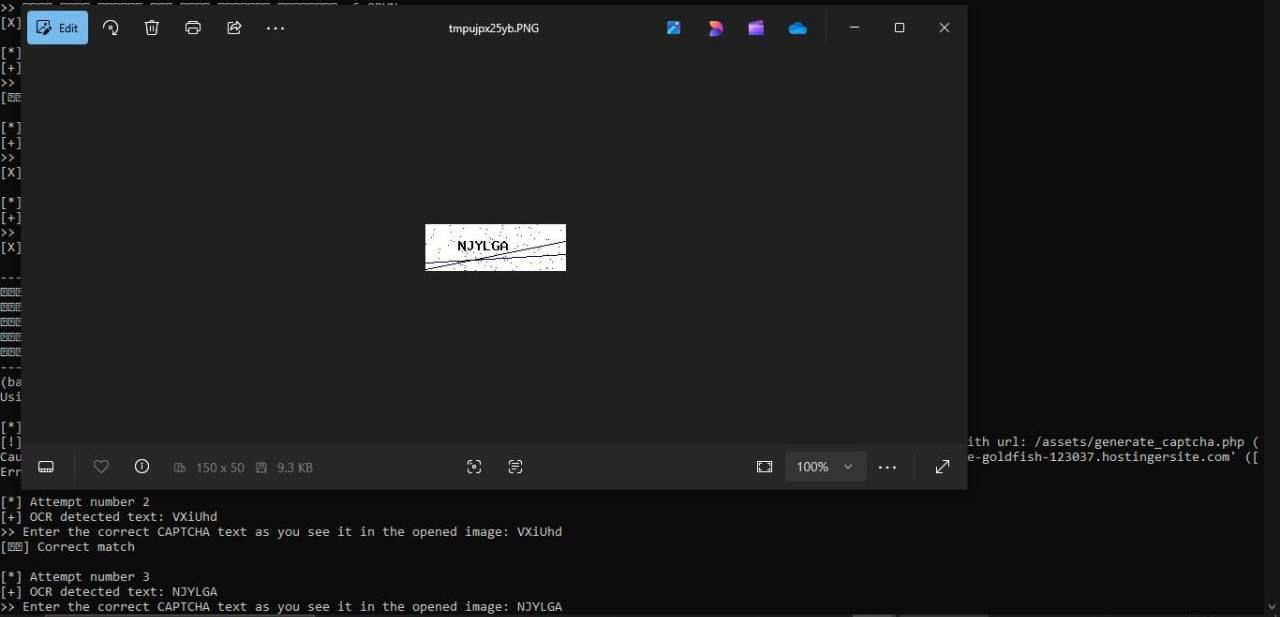 >>
[X]
Edit
tmpujpx25yb.PNG
[*]
[+]
>>
[
[*]
[+]
>>
[X]
[*]
[+]
>>
[X]
NJYLGA
---
---
(ba
Usi
[*]
[!] ith url: /assets/generate_captcha.php (
Cau e-goldfish-123037.hostingersite.com' ([
Err
150 x 50
9.3 KB
100%
[*] Attempt number 2
[+] OCR detected text: VXiUhd
>> Enter the correct CAPTCHA text as you see it in the opened image: VXiUhd
[] Correct match
[*] Attempt number 3
[+] OCR detected text: NJYLGA
>> Enter the correct CAPTCHA text as you see it in the opened image: NJYLGA